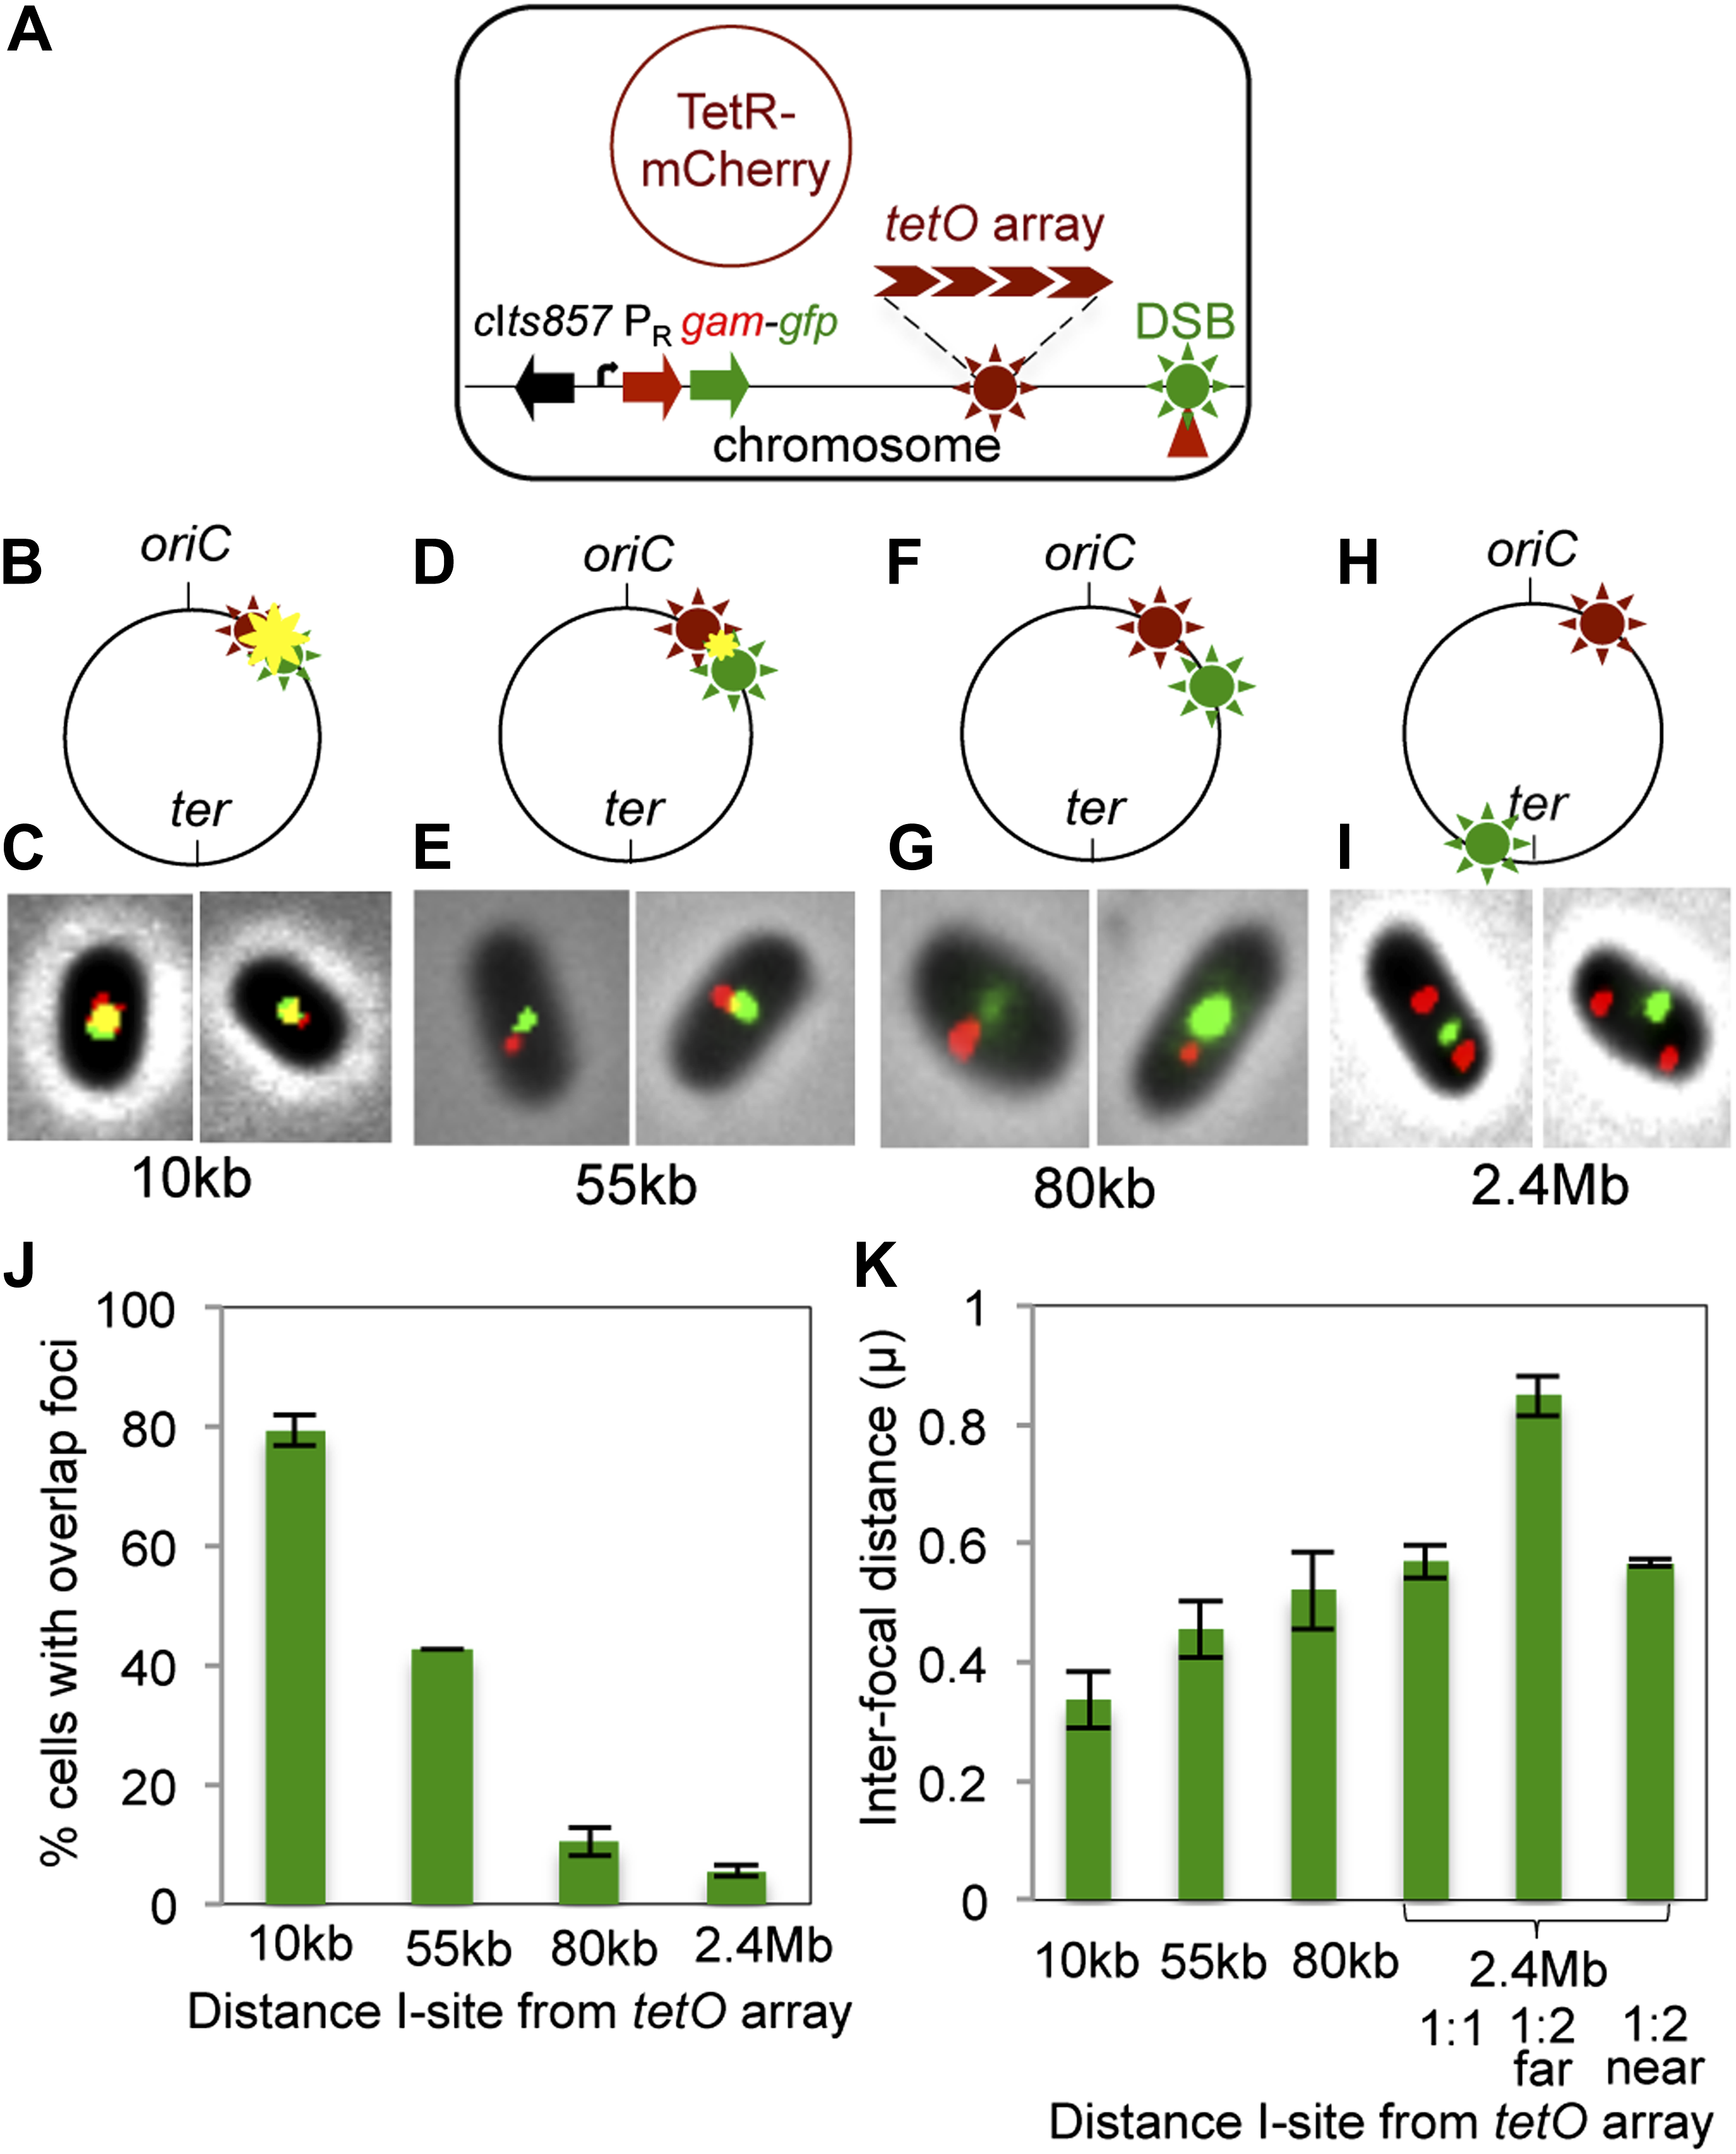 A
TetR-
mCherry
tetO array
cIts857 PR gam-gfp
DSB
chromosome
B
oriC
D
oriC
F
oriC
H
oriC
ter
ter
ter
ter
C
E
G
I
10kb
55kb
80kb
2.4Mb
J
K
% cells with overlap foci
100
80
60
40
20
0
10kb
55kb
80kb
2.4Mb
Distance I-site from tetO array
Inter-focal distance (μ)
1
0.8
0.6
0.4
0.2
0
10kb
55kb
80kb
2.4Mb
1:1
1:2
far
1:2
near
Distance I-site from tetO array